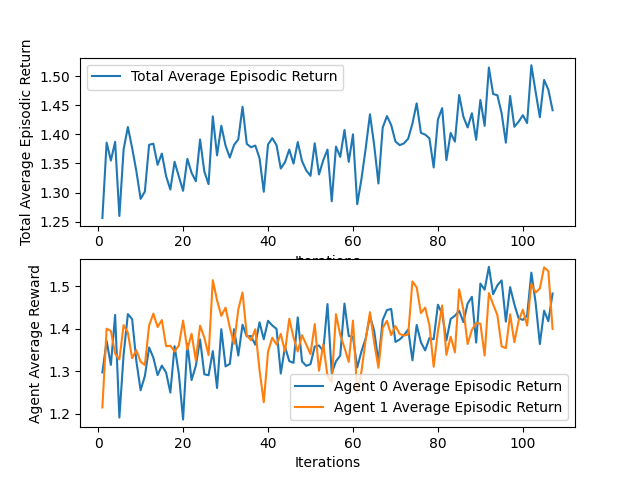 Total Average Episodic Return
Total Average Episodic Return
1.50
1.45
1.40
1.35
1.30
1.25
0 20 40 60 80 100
Iterations
Agent Average Reward
1.5
1.4
1.3
1.2
Agent 0 Average Episodic Return
Agent 1 Average Episodic Return
0 20 40 60 80 100
Iterations